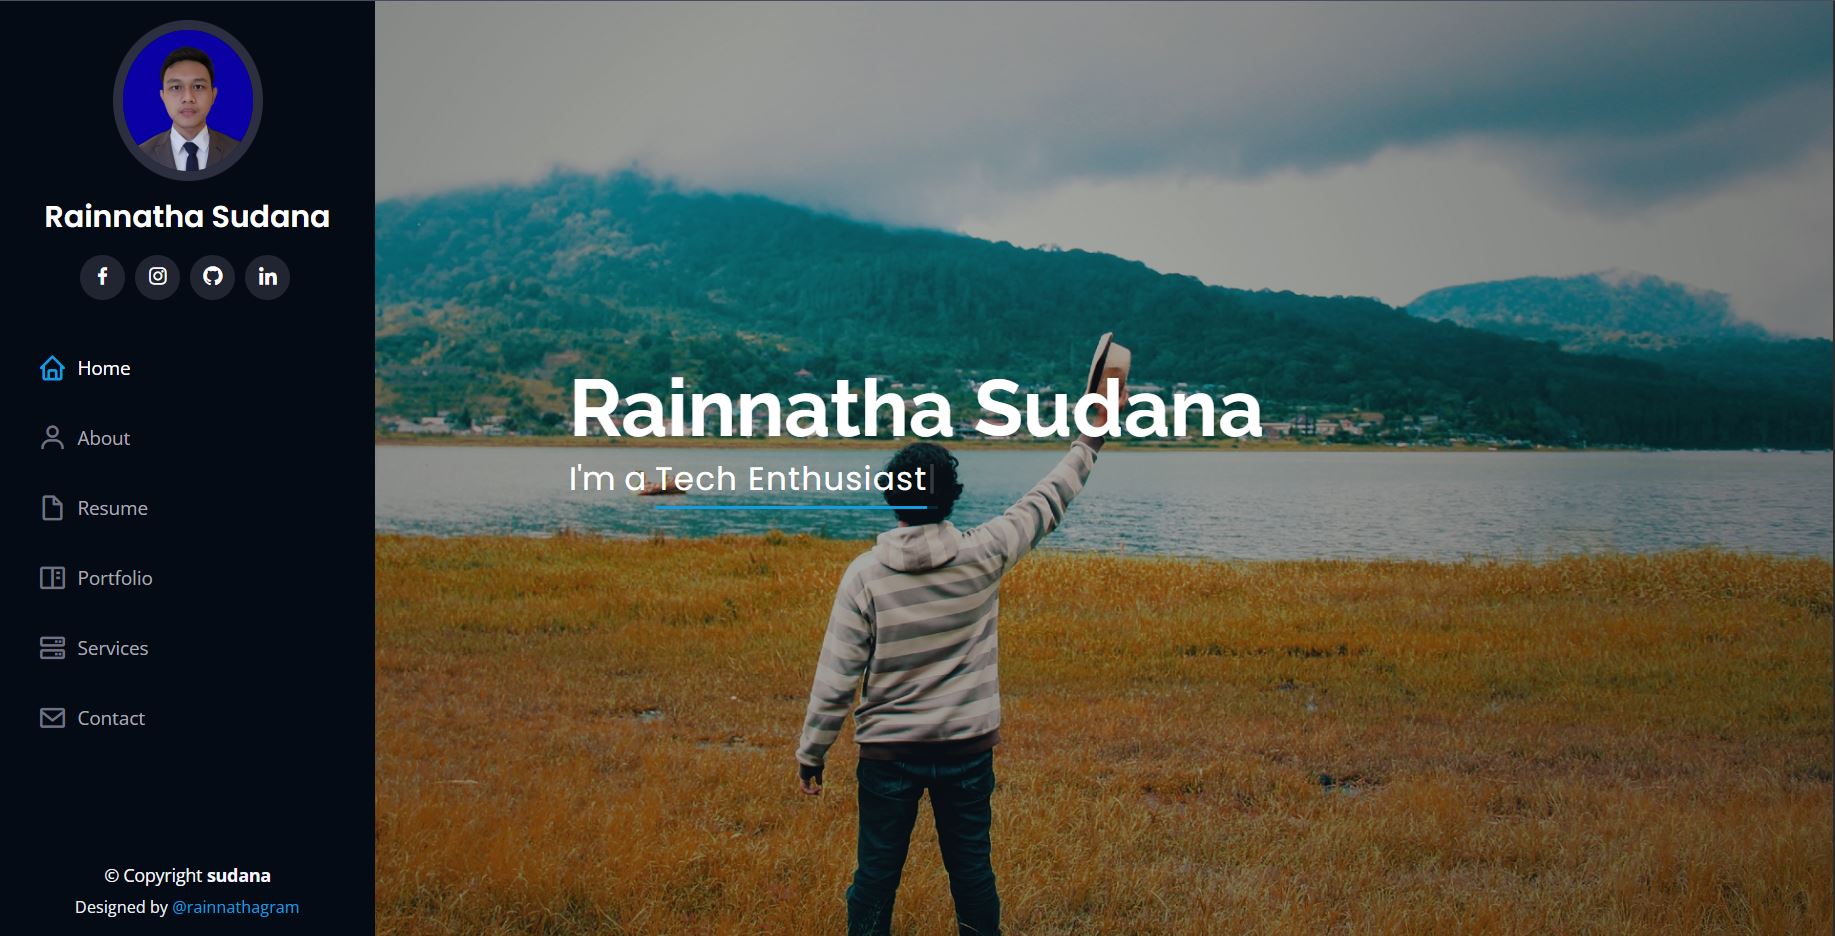 Rainnatha Sudana
Home
About
Resume
Portfolio
Services
Contact
© Copyright sudana
Designed by @rainnathagram
Rainnatha Sudana
I'm a Tech Enthusiast